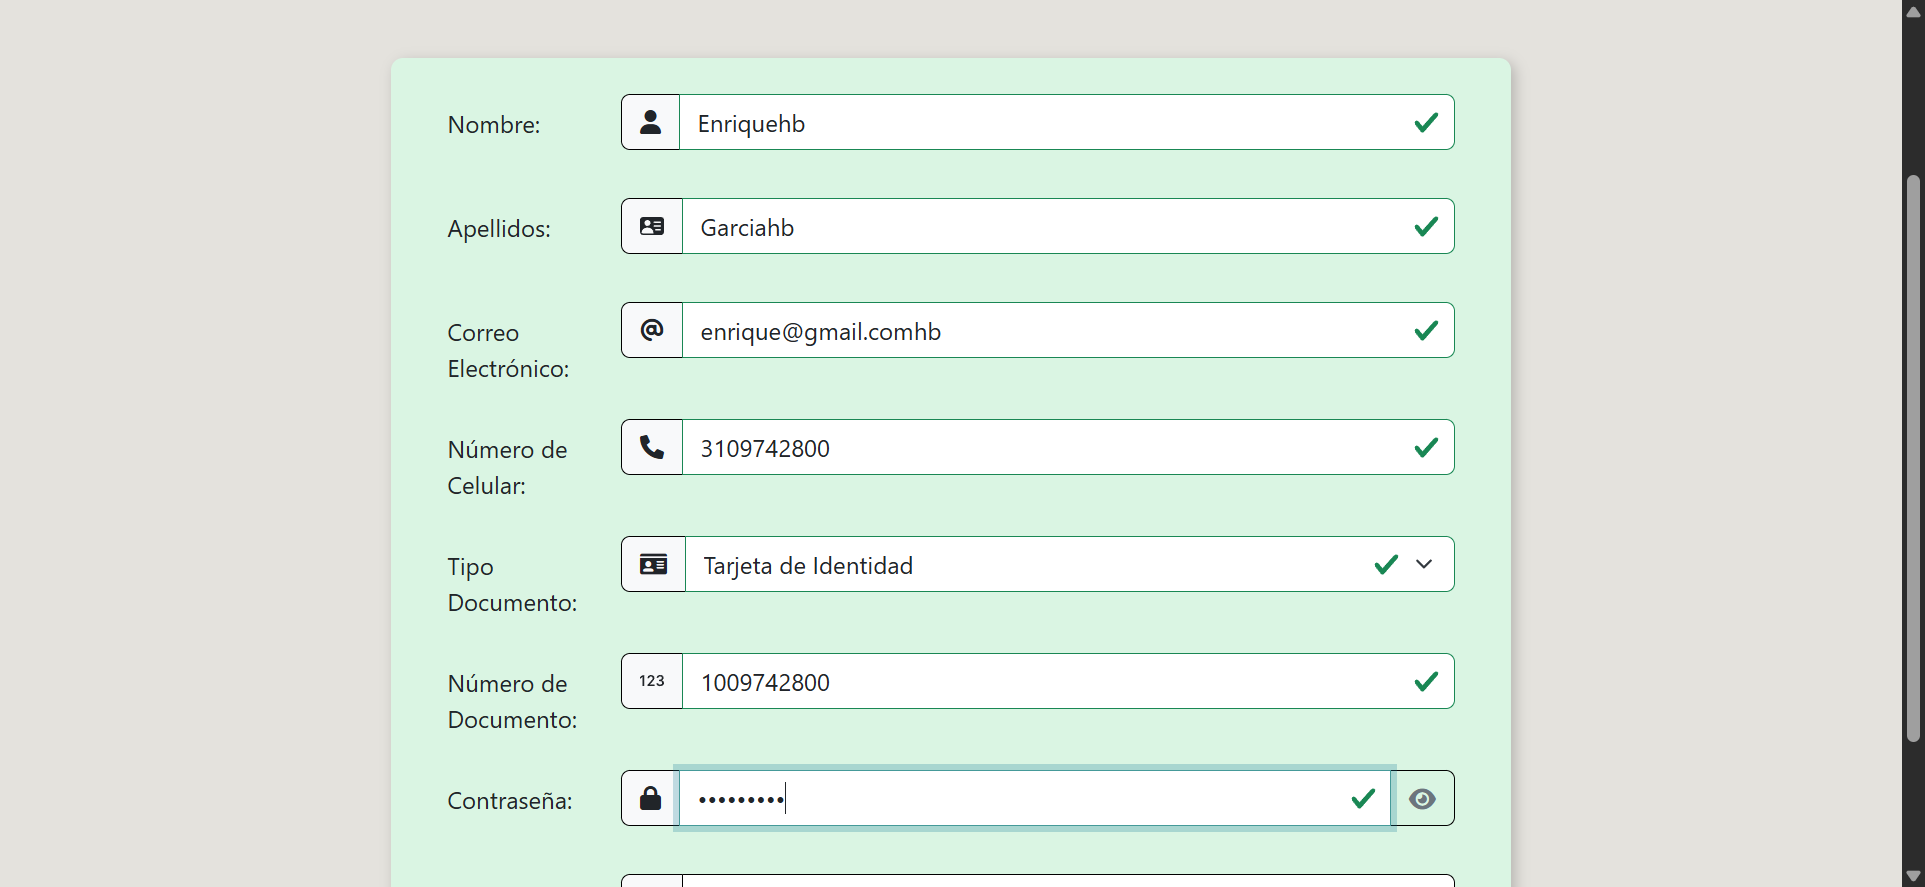 Nombre:
Enriquehb
Apellidos:
Garciahb
Correo
Electrónico:
@
enrique@gmail.comhb
Número de
Celular:
3109742800
Tipo
Documento:
Tarjeta de Identidad
Número de
Documento:
123
1009742800
Contraseña:
•••••••••